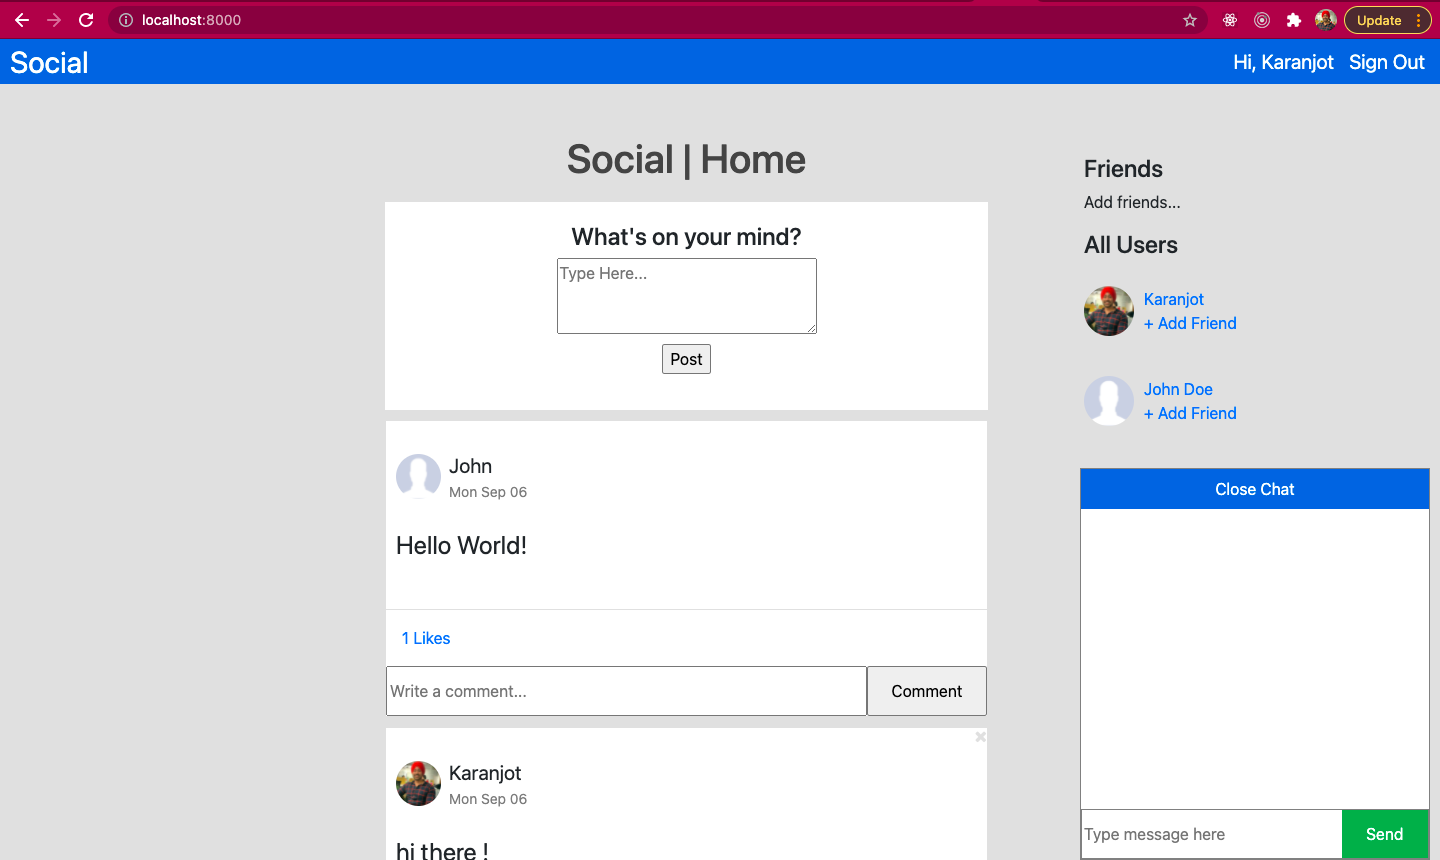 localhost:8000
Update
Social
Hi, Karanjot Sign Out
Social | Home
What's on your mind?
Type Here...
Post
John
Mon Sep 06
Hello World!
1 Likes
Write a comment...
Comment
Karanjot
Mon Sep 06
hi there !
Friends
Add friends...
All Users
Karanjot
+ Add Friend
John Doe
+ Add Friend
Close Chat
Type message here
Send